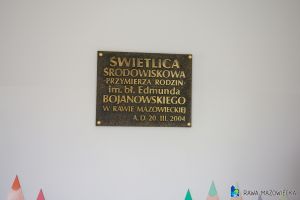 ŚWIETLICA
ŚRODOWISKOWA
PRZYMIERZA RODZIN
im. bł. Edmunda
BOJANOWSKIEGO
W RAWIE MAZOWIECKIEJ
A. D. 20. III. 2004
RAWA MAZOWIECKA